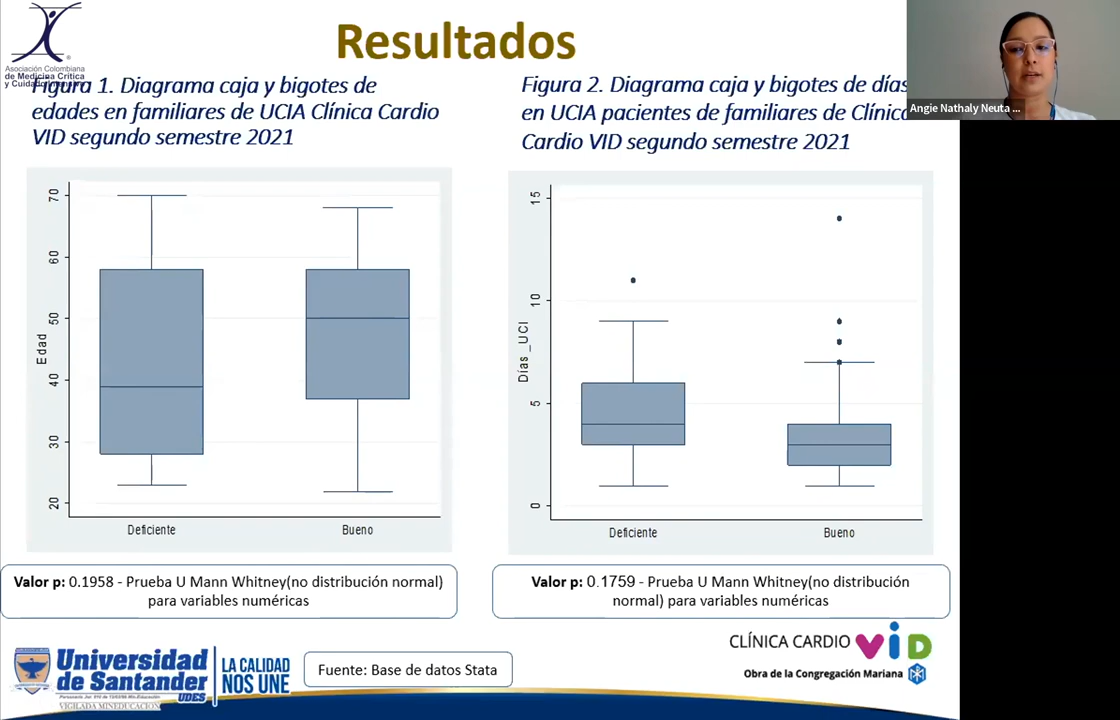 Resultados
Asociación Colombiana
de Medicina Crítica
y Cuidado Intensivo
Figura 1. Diagrama caja y bigotes de
edades en familiares de UCIA Clínica Cardio
VID segundo semestre 2021
Figura 2. Diagrama caja y bigotes de días
en UCIA pacientes de familiares de Clínica
Cardio VID segundo semestre 2021
Angie Nathaly Neuta ...
70
60
50
40
30
20
Edad
Deficiente
Bueno
15
10
5
0
Días _UCI
Deficiente
Bueno
Valor p: 0.1958 - Prueba U Mann Whitney(no distribución normal)
para variables numéricas
Valor p: 0.1759 - Prueba U Mann Whitney(no distribución
normal) para variables numéricas
Universidad
de Santander
UDES
VIGILADA MINEDUCACIÓN
LA CALIDAD
NOS UNE
Fuente: Base de datos Stata
CLÍNICA CARDIO VID
Obra de la Congregación Mariana